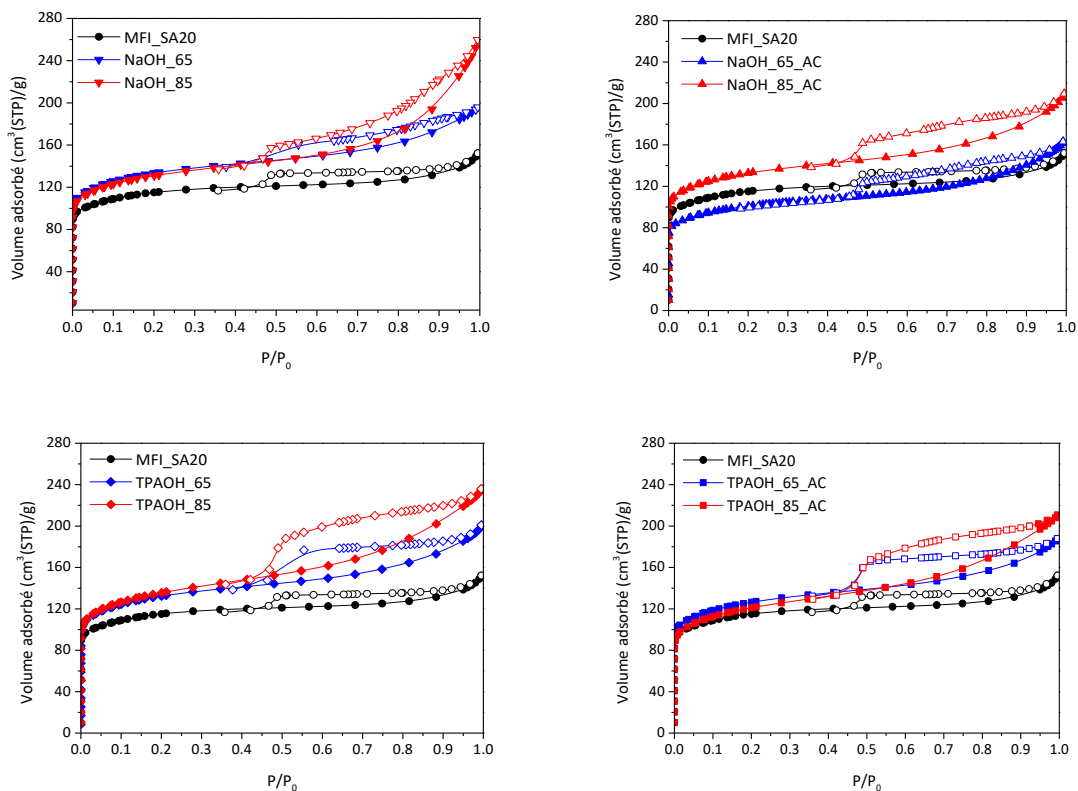 MFI_SA20
NaOH_65
NaOH_85
280
240
200
160
120
80
40
0.0 0.1 0.2 0.3 0.4 0.5 0.6 0.7 0.8 0.9 1.0
P/P0
Volume adsorbé (cm3(STP)/g)
MFI_SA20
NaOH_65_AC
NaOH_85_AC
280
240
200
160
120
80
40
0
0.0 0.1 0.2 0.3 0.4 0.5 0.6 0.7 0.8 0.9 1.0
P/P0
Volume adsorbé (cm3(STP)/g)
MFI_SA20
TPAOH_65
TPAOH_85
280
240
200
160
120
80
40
0
0.0 0.1 0.2 0.3 0.4 0.5 0.6 0.7 0.8 0.9 1.0
P/P0
Volume adsorbé (cm3(STP)/g)
MFI_SA20
TPAOH_65_AC
TPAOH_85_AC
280
240
200
160
120
80
40
0
0.0 0.1 0.2 0.3 0.4 0.5 0.6 0.7 0.8 0.9 1.0
P/P0
Volume adsorbé (cm3(STP)/g)